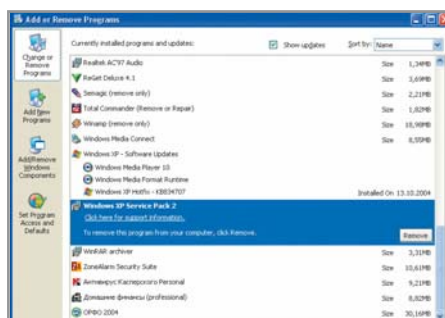 Add or Remove Programs
Change or Remove Programs
Add New Programs
Add/Remove Windows Components
Set Program Access and Defaults
Currently installed programs and updates:
Show updates
Sort by: Name
Realtek AC'97 Audio Size 1,34MB
ReGet Deluxe 4.1 Size 3,69MB
Semagic (remove only) Size 2,21MB
Total Commander (Remove or Repair) Size 1,82MB
Winamp (remove only) Size 18,98MB
Windows Media Connect Size 8,55MB
Windows XP - Software Updates
Windows Media Player 10
Windows Media Format Runtime
Windows XP Hotfix - KB834707 Installed On 13.10.2004
Windows XP Service Pack 2
Click here for support information.
To remove this program from your computer, click Remove.
Remove
WinRAR archiver Size 3,31MB
ZoneAlarm Security Suite Size 10,61MB
Антивирус Касперского Personal Size 9,21MB
Домашние финансы (professional) Size 8,82MB
ОРФО 2004 Size 30,16MB